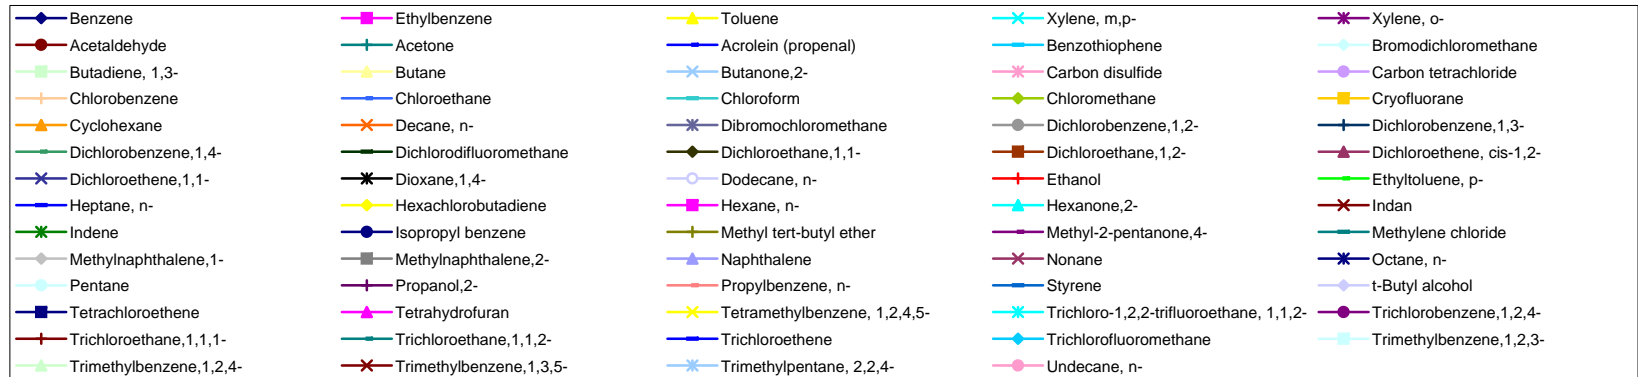 Benzene Ethylbenzene Toluene Xylene, m,p- Xylene, o-
Acetaldehyde Acetone Acrolein (propenal) Benzothiophene Bromodichloromethane
Butadiene, 1,3- Butane Butanone,2- Carbon disulfide Carbon tetrachloride
Chlorobenzene Chloroethane Chloroform Chloromethane Cryofluorane
Cyclohexane Decane, n- Dibromochloromethane Dichlorobenzene,1,2- Dichlorobenzene,1,3-
Dichlorobenzene,1,4- Dichlorodifluoromethane Dichloroethane,1,1- Dichloroethane,1,2- Dichloroethene, cis-1,2-
Dichloroethene,1,1- Dioxane,1,4- Dodecane, n- Ethanol Ethyltoluene, p-
Heptane, n- Hexachlorobutadiene Hexane, n- Hexanone,2- Indan
Indene Isopropyl benzene Methyl tert-butyl ether Methyl-2-pentanone,4- Methylene chloride
Methylnaphthalene,1- Methylnaphthalene,2- Naphthalene Nonane Octane, n-
Pentane Propanol,2- Propylbenzene, n- Styrene t-Butyl alcohol
Tetrachloroethene Tetrahydrofuran Tetramethylbenzene, 1,2,4,5- Trichloro-1,2,2-trifluoroethane, 1,1,2- Trichlorobenzene,1,2,4-
Trichloroethane,1,1,1- Trichloroethane,1,1,2- Trichloroethene Trichlorofluromethane Trimethylbenzene,1,2,3-
Trimethylbenzene,1,2,4- Trimethylbenzene,1,3,5- Trimethylpentane, 2,2,4- Undecane, n-